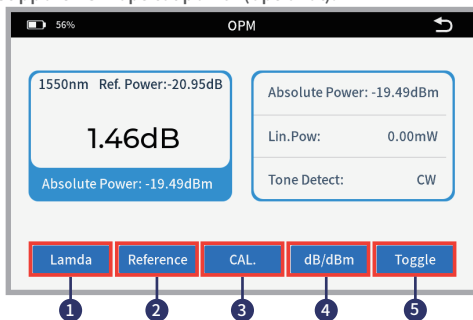 56%
OPM
1550nm Ref. Power:-20.95dB
1.46dB
Absolute Power: -19.49dBm
Absolute Power: -19.49dBm
Lin.Pow: 0.00mW
Tone Detect: CW
Lamda Reference CAL. dB/dBm Toggle
1 2 3 4 5